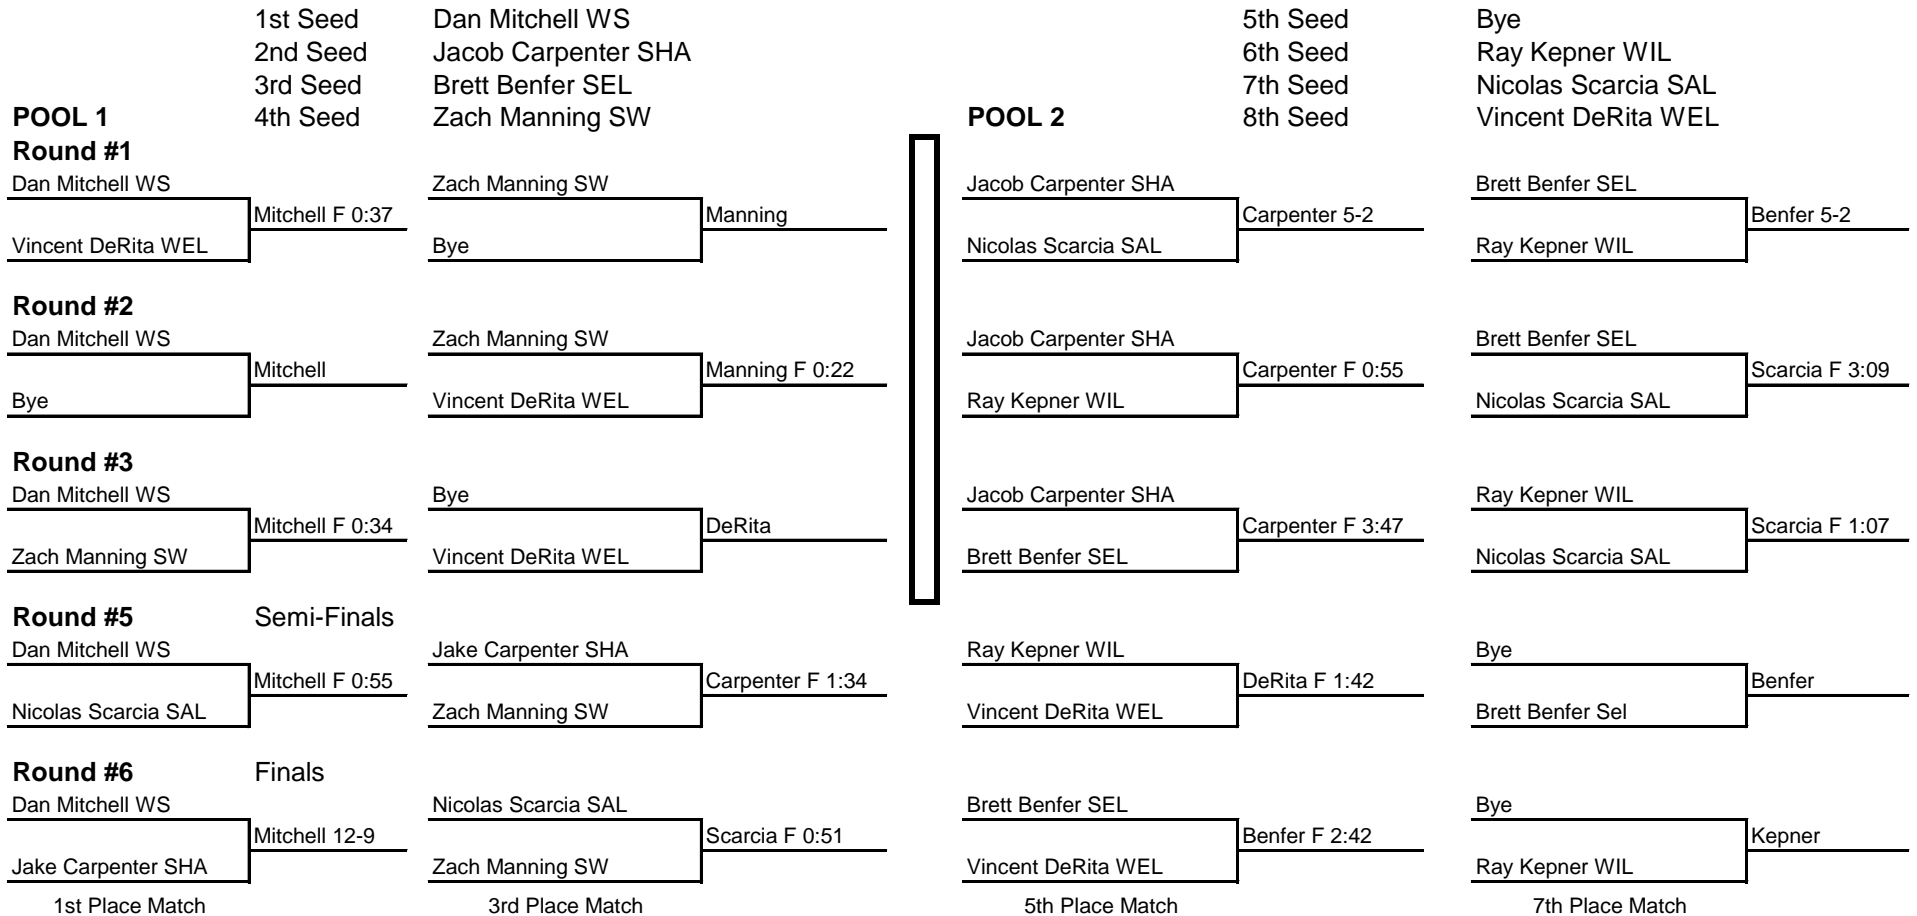 1st Seed Dan Mitchell WS 5th Seed Bye
2nd Seed Jacob Carpenter SHA 6th Seed Ray Kepner WIL
3rd Seed Brett Benfer SEL 7th Seed Nicolas Scarcia SAL
POOL 1 4th Seed Zach Manning SW POOL 2 8th Seed Vincent DeRita WEL
Round #1
Dan Mitchell WS Zach Manning SW Jacob Carpenter SHA Brett Benfer SEL
Mitchell F 0:37 Manning Carpenter 5-2 Benfer 5-2
Vincent DeRita WEL Bye Nicolas Scarcia SAL Ray Kepner WIL
Round #2
Dan Mitchell WS Zach Manning SW Jacob Carpenter SHA Brett Benfer SEL
Mitchell Manning F 0:22 Carpenter F 0:55 Scarcia F 3:09
Bye Vincent DeRita WEL Ray Kepner WIL Nicolas Scarcia SAL
Round #3
Dan Mitchell WS Bye Jacob Carpenter SHA Ray Kepner WIL
Mitchell F 0:34 DeRita Carpenter F 3:47 Scarcia F 1:07
Zach Manning SW Vincent DeRita WEL Brett Benfer SEL Nicolas Scarcia SAL
Round #5 Semi-Finals
Dan Mitchell WS Jake Carpenter SHA Ray Kepner WIL Bye
Mitchell F 0:55 Carpenter F 1:34 DeRita F 1:42 Benfer
Nicolas Scarcia SAL Zach Manning SW Vincent DeRita WEL Brett Benfer Sel
Round #6 Finals
Dan Mitchell WS Nicolas Scarcia SAL Brett Benfer SEL Bye
Mitchell 12-9 Scarcia F 0:51 Benfer F 2:42 Kepner
Jake Carpenter SHA Zach Manning SW Vincent DeRita WEL Ray Kepner WIL
1st Place Match 3rd Place Match 5th Place Match 7th Place Match